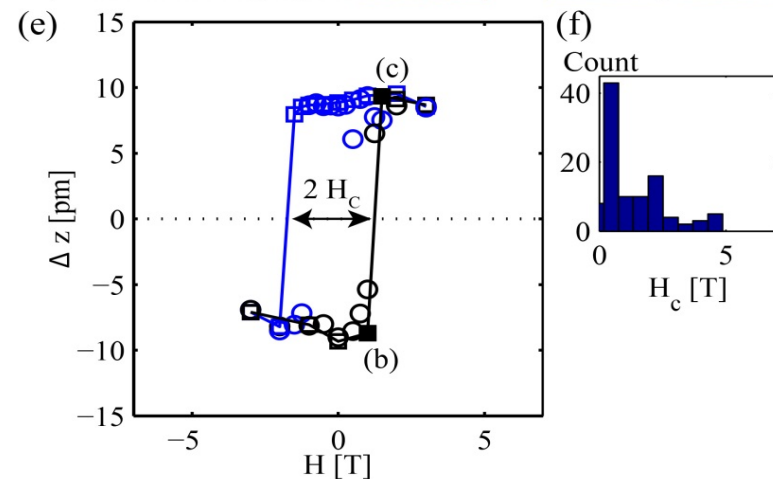 (e)
15
10
5
0
−5
−10
−15
Δ z [pm]
−5 0 5
H [T]
(c)
2 H_C
(b)
(f)
Count
40
20
0
0 5
H_c [T]